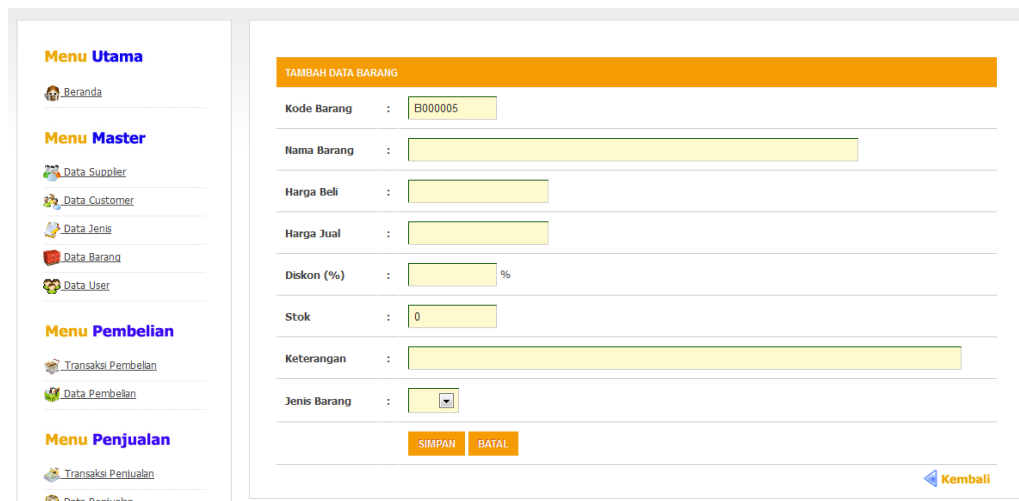 Menu Utama
Beranda
Menu Master
Data Supplier
Data Customer
Data Jenis
Data Barang
Data User
Menu Pembelian
Transaksi Pembelian
Data Pembelian
Menu Penjualan
Transaksi Penjualan
Data Penjualan
TAMBAH DATA BARANG
Kode Barang : B000005
Nama Barang :
Harga Beli :
Harga Jual :
Diskon (%) : %
Stok : 0
Keterangan :
Jenis Barang :
SIMPAN BATAL
Kembali